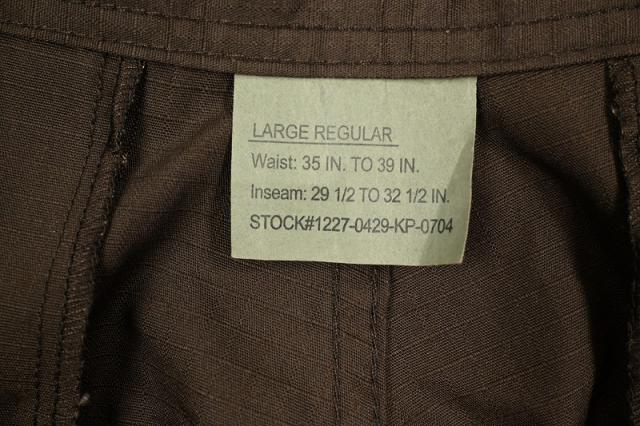 LARGE REGULAR
Waist: 35 IN. TO 39 IN.
Inseam: 29 1/2 TO 32 1/2 IN.
STOCK#1227-0429-KP-0704